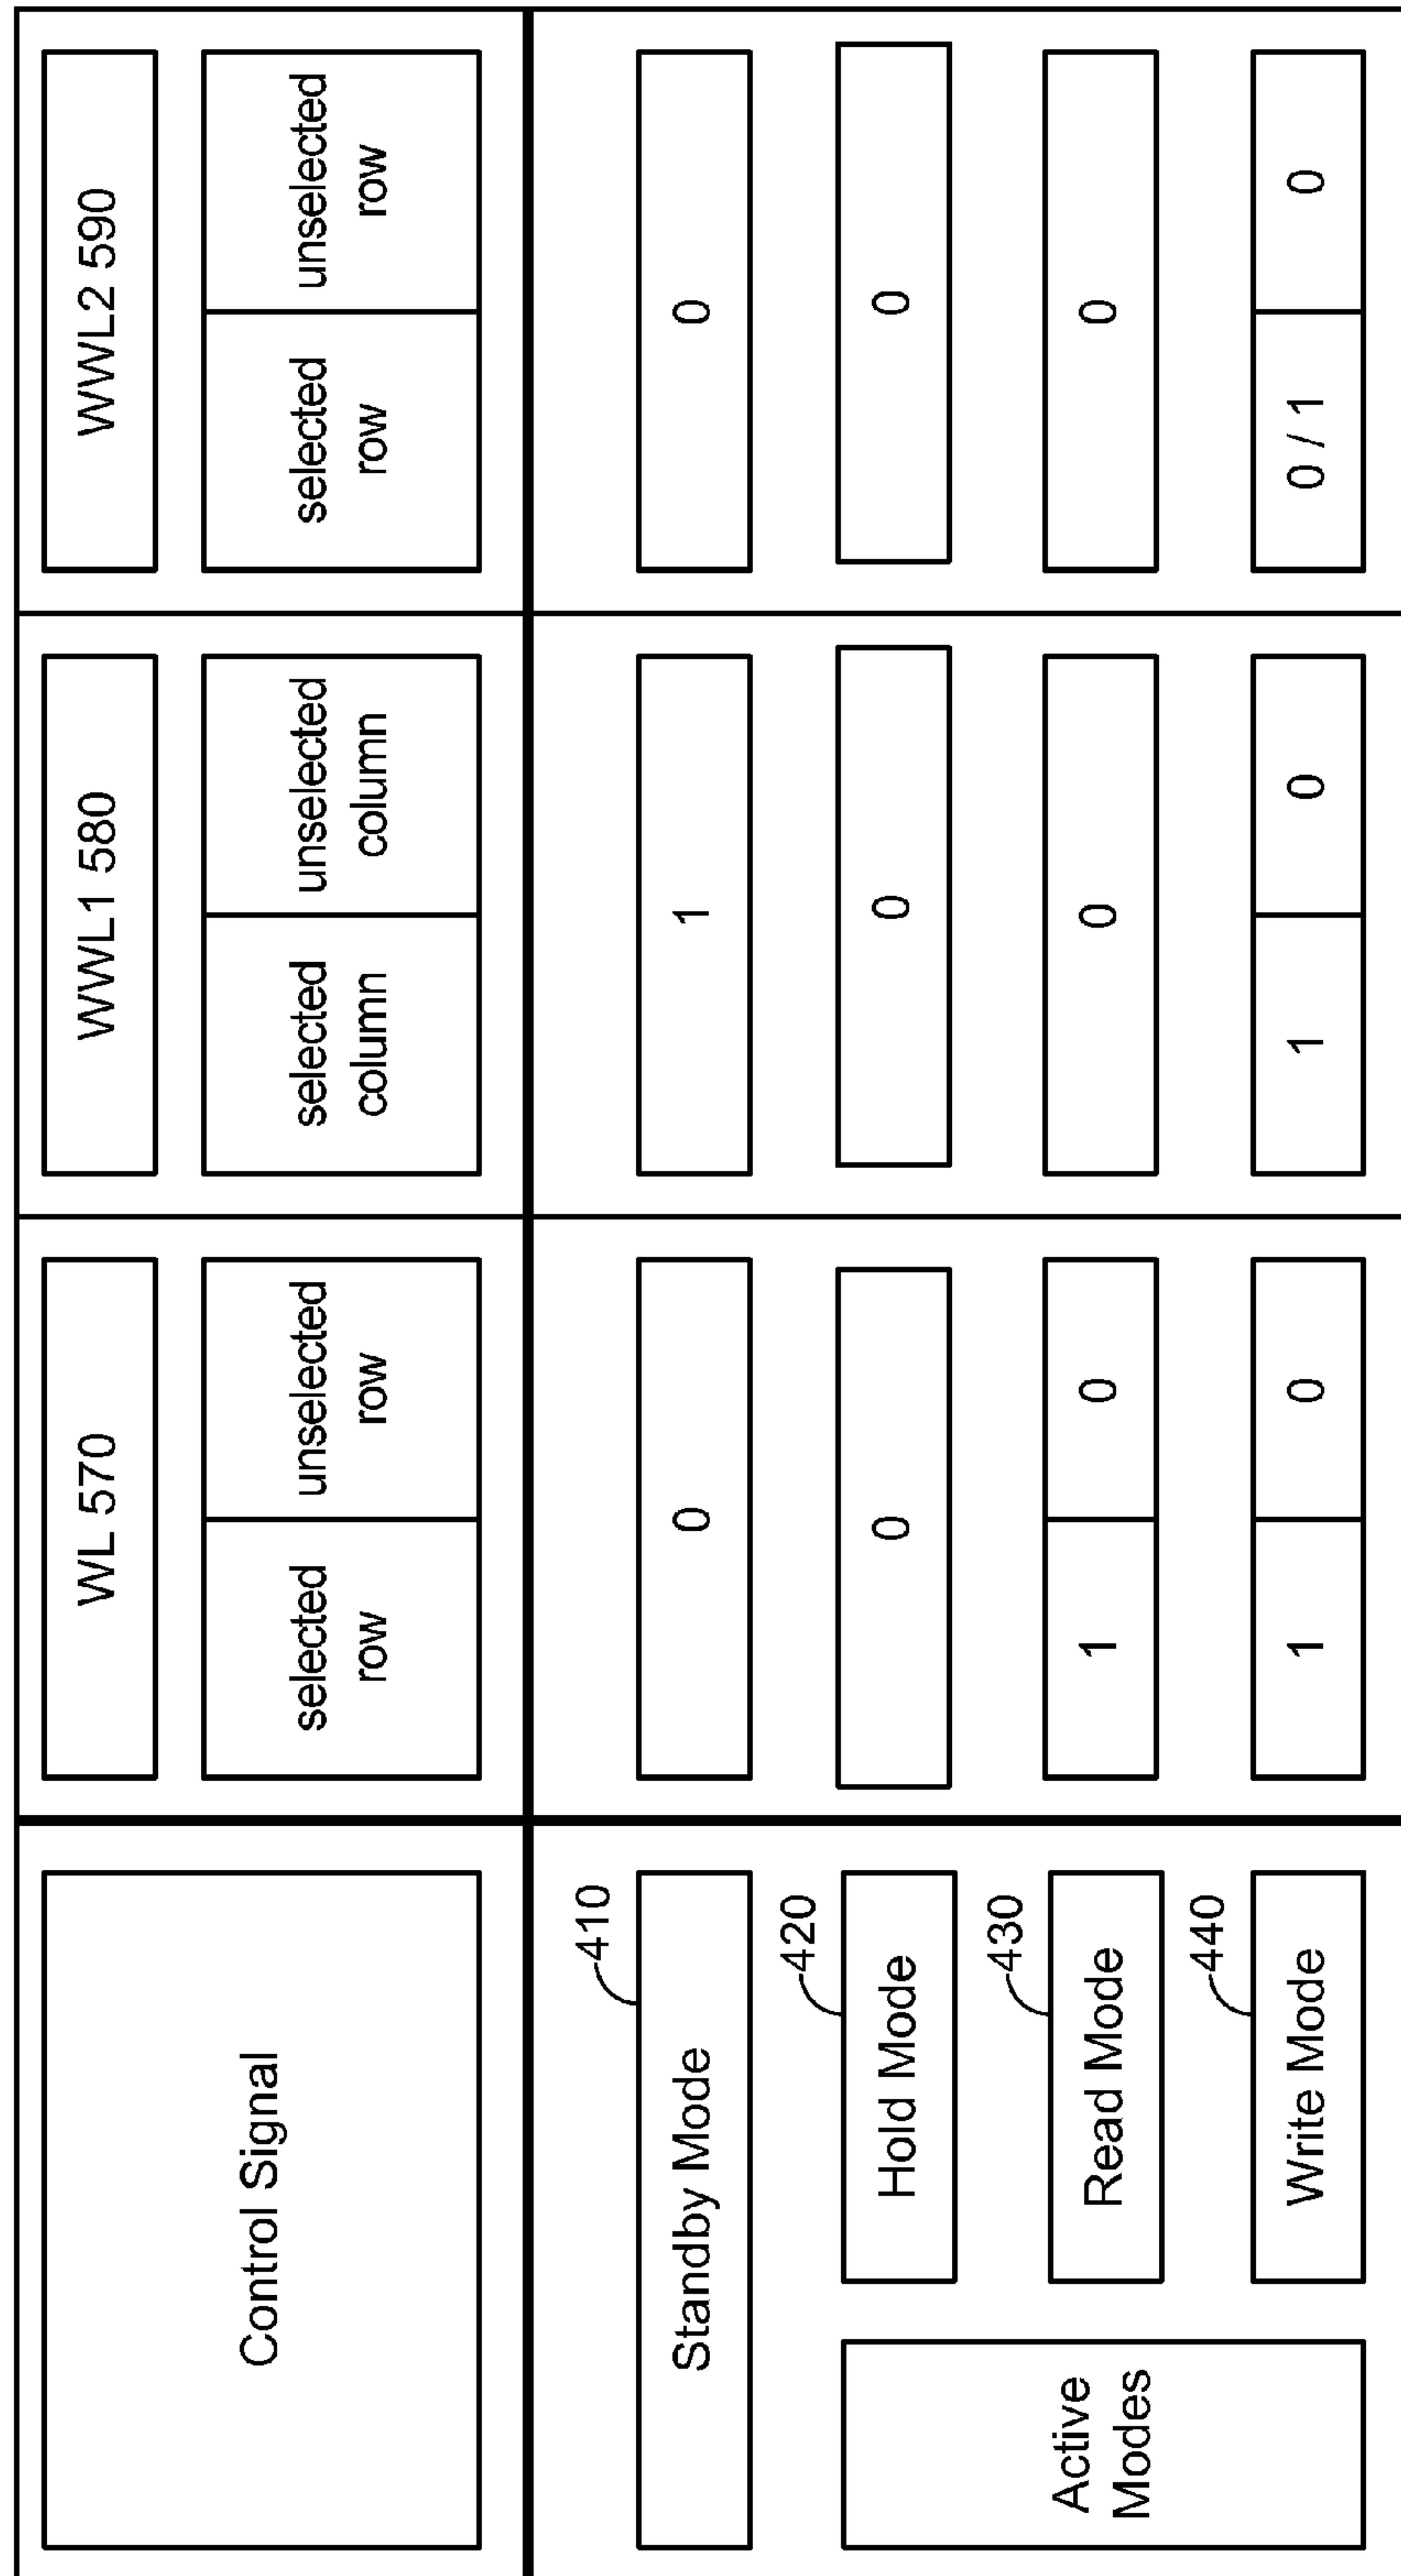 Control Signal
WL 570
WWL1 580
WWL2 590
selected row
unselected row
selected column
unselected column
selected row
unselected row
410
Standby Mode
0
1
0
Active Modes
420
Hold Mode
0
0
0
430
Read Mode
1
0
0
0
440
Write Mode
1
0
1
0
0 / 1
0